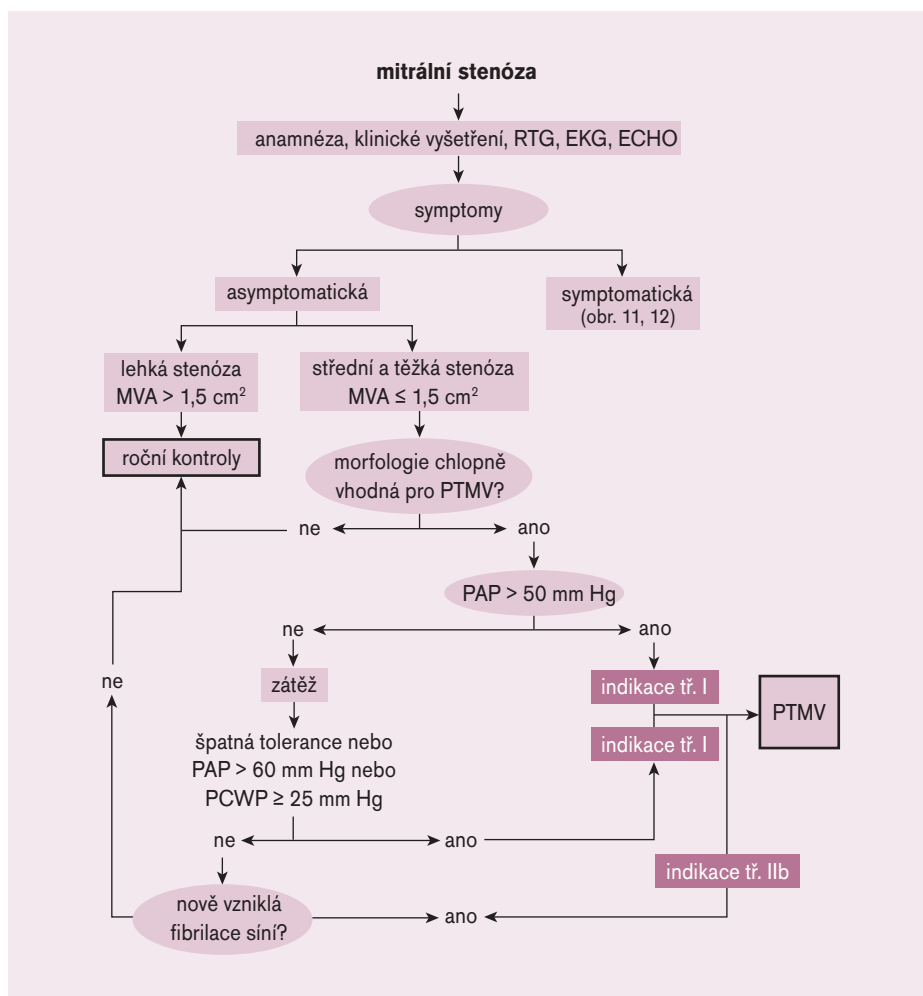 mitrální stenóza
anamnéza, klinické vyšetření, RTG, EKG, ECHO
symptomy
asymptomatická
symptomatická
(obr. 11, 12)
lehká stenóza
MVA > 1,5 cm²
střední a těžká stenóza
MVA ≤ 1,5 cm²
roční kontroly
morfologie chlopně
vhodná pro PTMV?
ne
ano
PAP > 50 mm Hg
ne
ano
ne
zátěž
indikace tř. I
PTMV
indikace tř. I
špatná tolerance nebo
PAP > 60 mm Hg nebo
PCWP ≥ 25 mm Hg
ne
ano
indikace tř. IIb
nově vzniklá
fibrilace síní?
ano